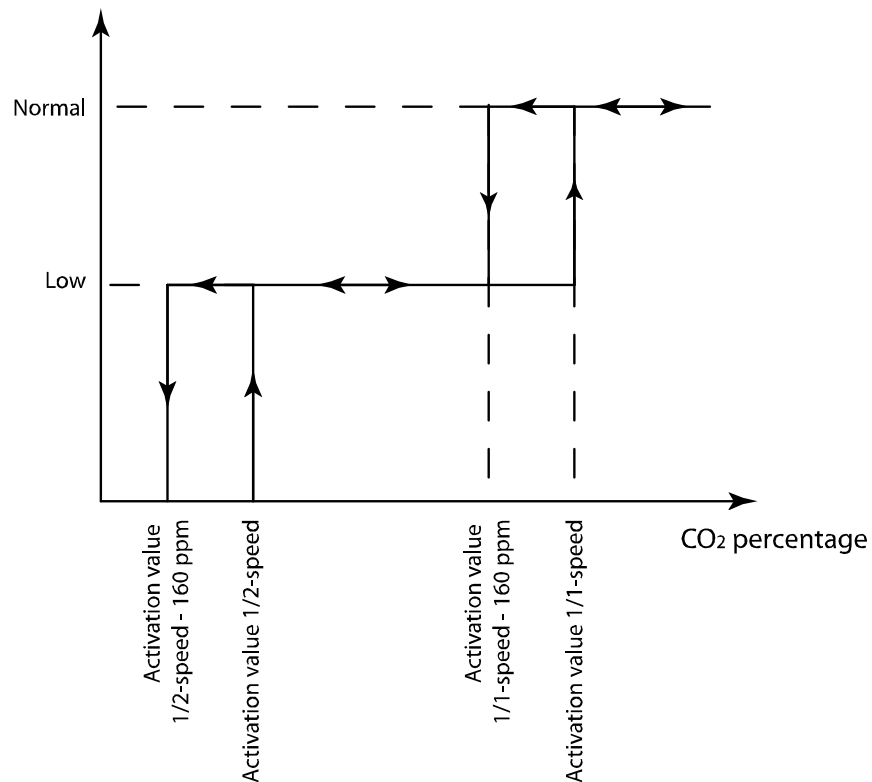 Normal
Low
CO2 percentage
Activation value
1/2-speed - 160 ppm
Activation value 1/2-speed
Activation value
1/1-speed - 160 ppm
Activation value 1/1-speed